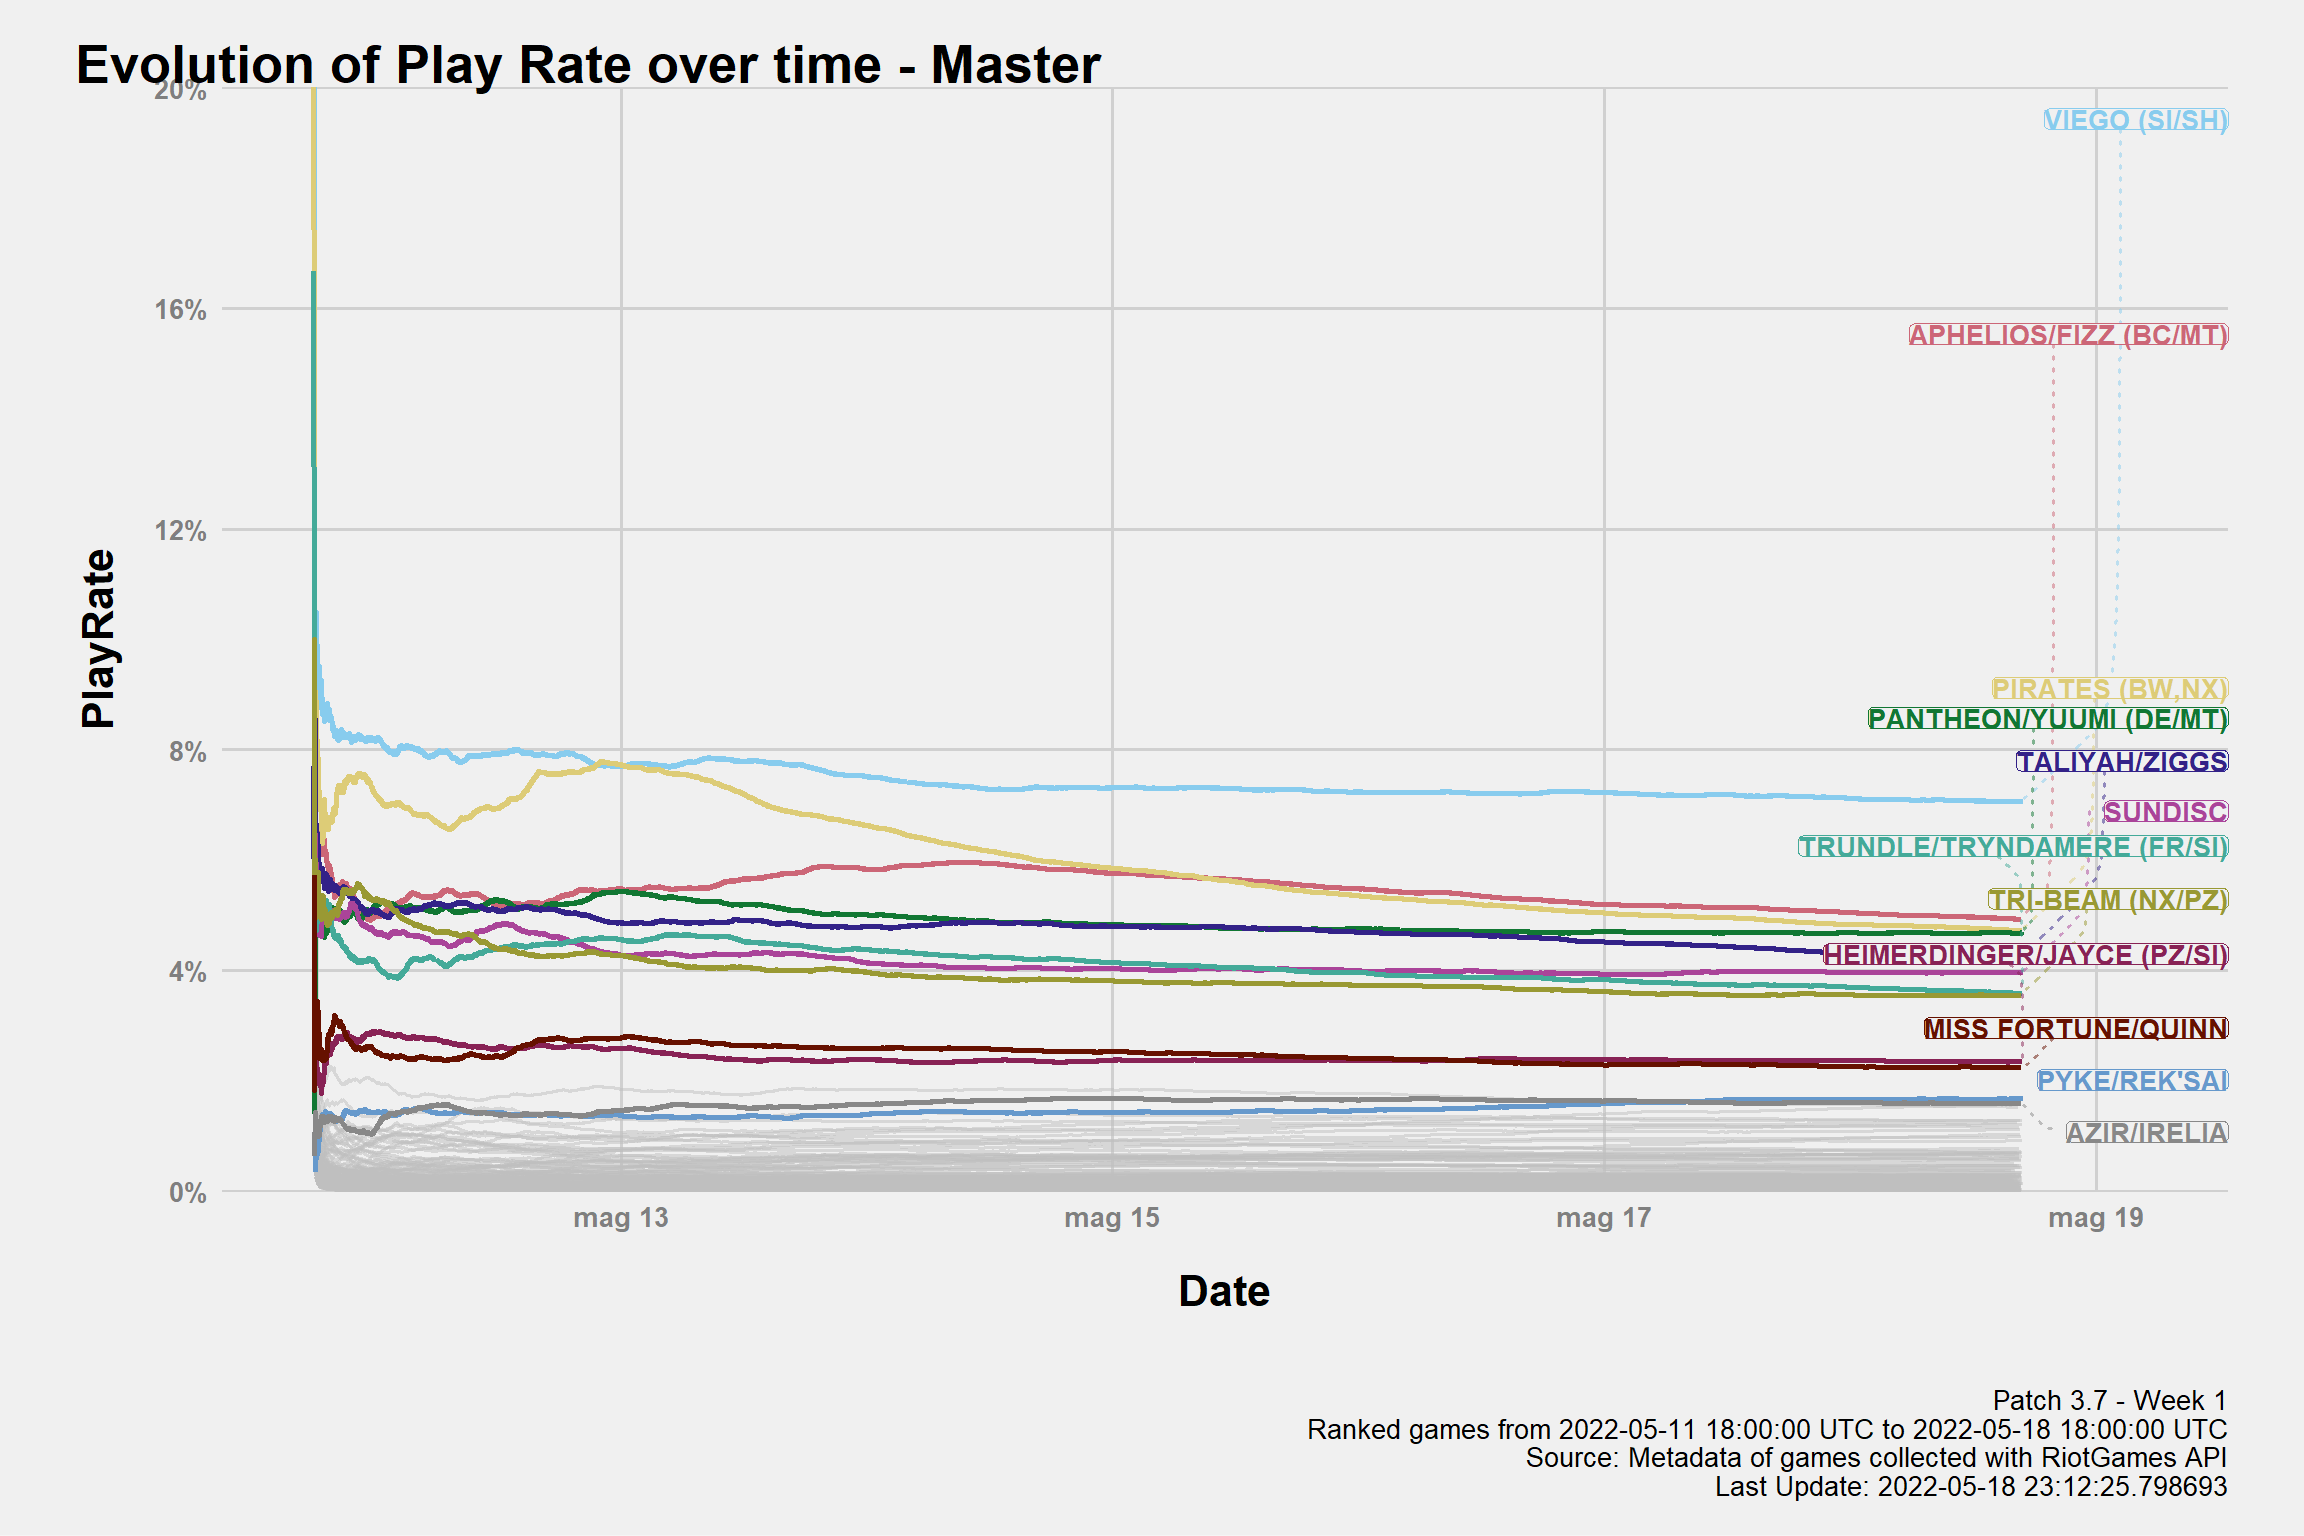 Evolution of Play Rate over time - Master
20%
16%
12%
8%
4%
0%
PlayRate
VIEGO (SI/SH)
APHELIOS/FIZZ (BC/MT)
PIRATES (BW,NX)
PANTHEON/YUUMI (DE/MT)
TALIYAH/ZIGGS
SUNDISC
TRUNDLE/TRYNDAMERE (FR/SI)
TRI-BEAM (NX/PZ)
HEIMERDINGER/JAYCE (PZ/SI)
MISS FORTUNE/QUINN
PYKE/REK'SAI
AZIR/IRELIA
mag 13
mag 15
mag 17
mag 19
Date
Patch 3.7 - Week 1
Ranked games from 2022-05-11 18:00:00 UTC to 2022-05-18 18:00:00 UTC
Source: Metadata of games collected with RiotGames API
Last Update: 2022-05-18 23:12:25.798693